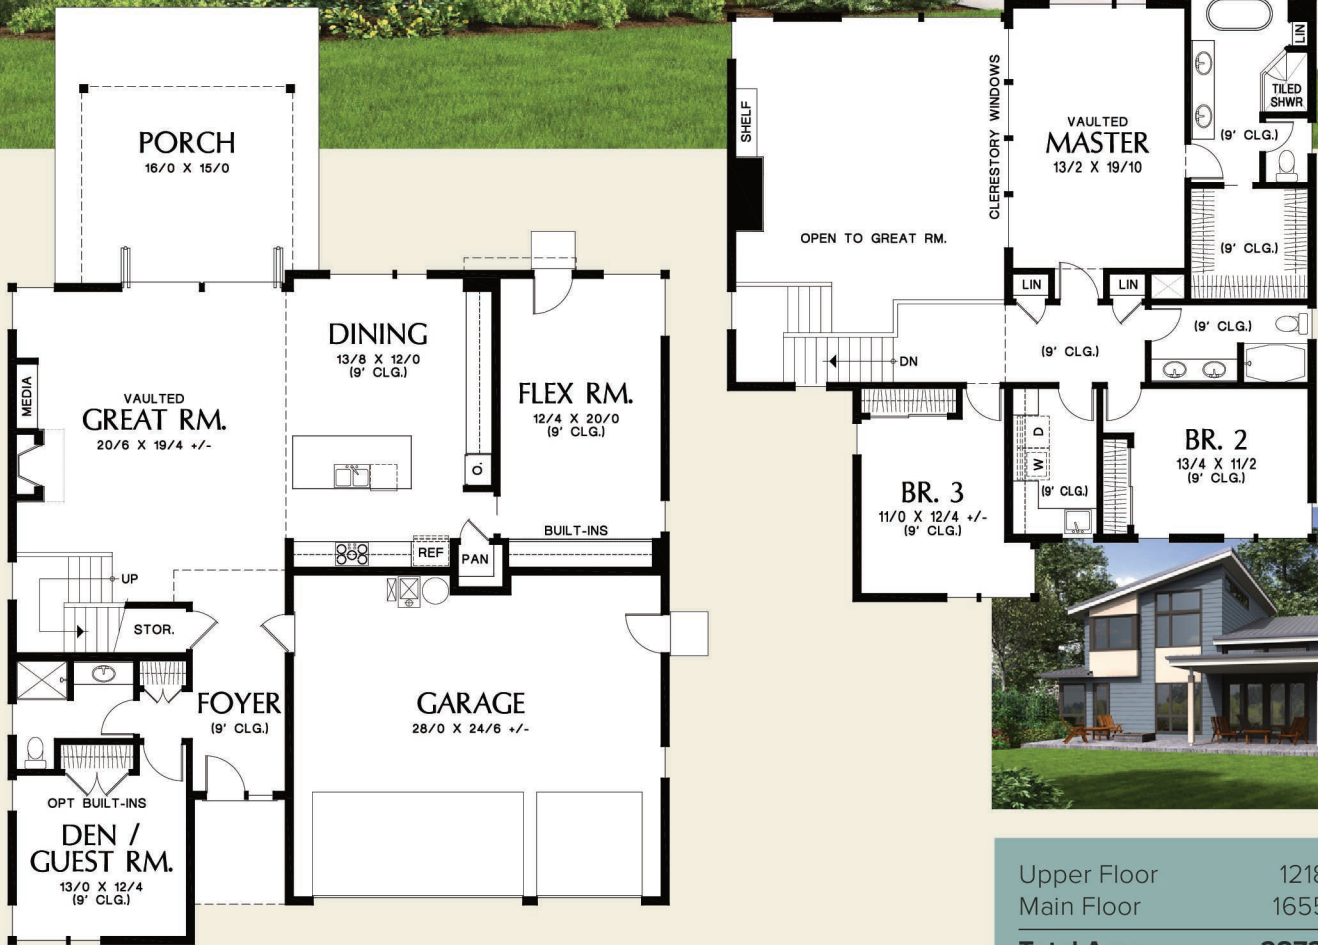 PORCH
16/0 X 15/0
DINING
13/8 X 12/0
(9' CLG.)
FLEX RM.
12/4 X 20/0
(9' CLG.)
MEDIA
VAULTED
GREAT RM.
20/6 X 19/4 +/-
O.
BUILT-INS
REF
PAN
UP
STOR.
FOYER
(9' CLG.)
GARAGE
28/0 X 24/6 +/-
OPT BUILT-INS
DEN /
GUEST RM.
13/0 X 12/4
(9' CLG.)
SHELF
OPEN TO GREAT RM.
CLERESTORY WINDOWS
VAULTED
MASTER
13/2 X 19/10
LIN
TILED
SHWR
(9' CLG.)
(9' CLG.)
LIN
LIN
(9' CLG.)
(9' CLG.)
DN
D
W
(9' CLG.)
BR. 2
13/4 X 11/2
(9' CLG.)
BR. 3
11/0 X 12/4 +/-
(9' CLG.)
Upper Floor 1218
Main Floor 1655